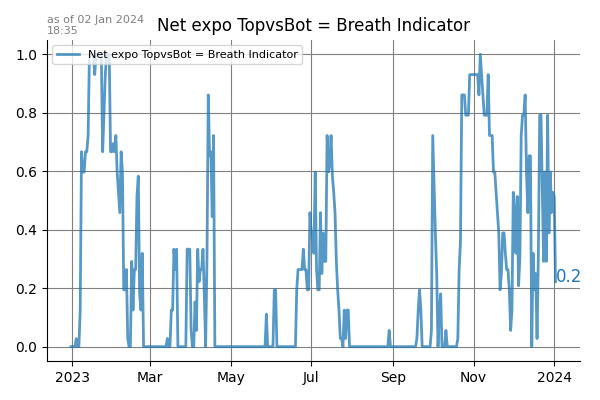 as of 02 Jan 2024
18:35
Net expo TopvsBot = Breath Indicator
Net expo TopvsBot = Breath Indicator
1.0
0.8
0.6
0.4
0.2
0.0
0.2
2023 Mar May Jul Sep Nov 2024